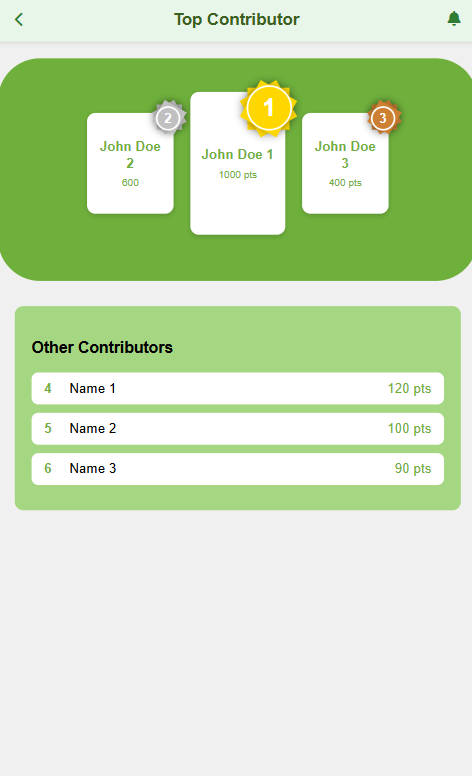 Top Contributor
2
John Doe
2
600
1
John Doe 1
1000 pts
3
John Doe
3
400 pts
Other Contributors
4 Name 1 120 pts
5 Name 2 100 pts
6 Name 3 90 pts